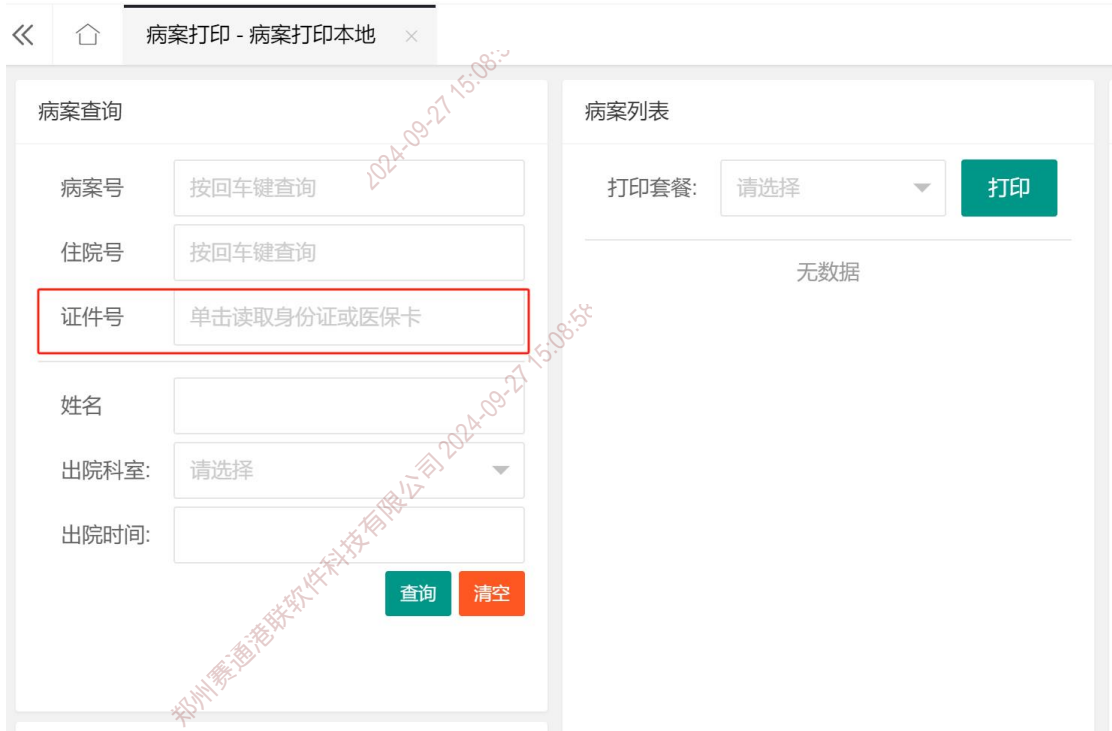 病案打印 - 病案打印本地
病案查询
病案号
按回车键查询
住院号
按回车键查询
证件号
单击读取身份证或医保卡
姓名
出院科室:
请选择
出院时间:
查询
清空
病案列表
打印套餐:
请选择
打印
无数据
2024-09-27 15:08:5
郑州赛通港联软件科技有限公司 2024-09-27 15:08:58